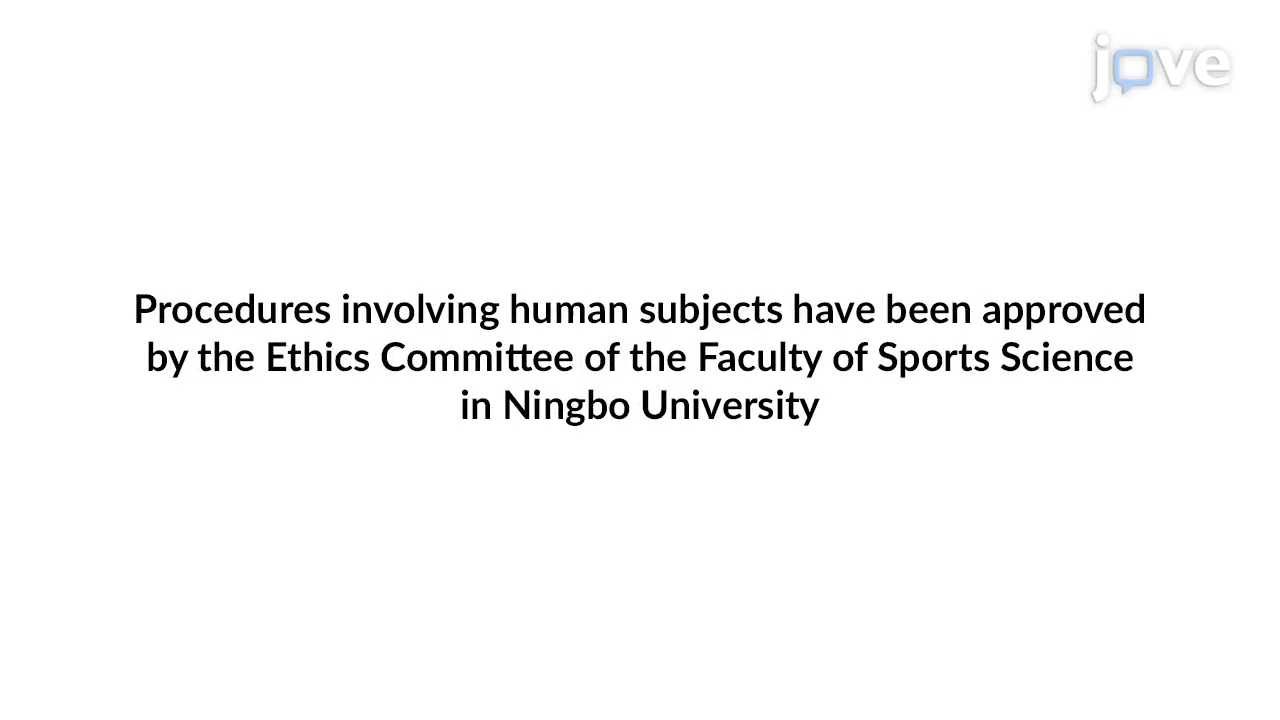 jove
Procedures involving human subjects have been approved
by the Ethics Committee of the Faculty of Sports Science
in Ningbo University